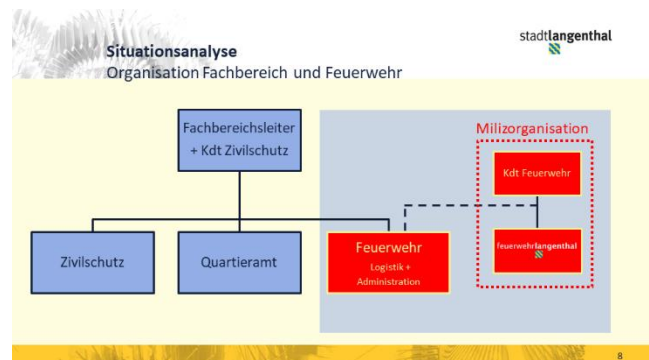 Situationsanalyse
Organisation Fachbereich und Feuerwehr
stadtlangenthal
Fachbereichsleiter
+ Kdt Zivilschutz
Milizorganisation
Kdt Feuerwehr
Zivilschutz
Quartieramt
Feuerwehr
Logistik +
Administration
feuerwehrlangenthal
8